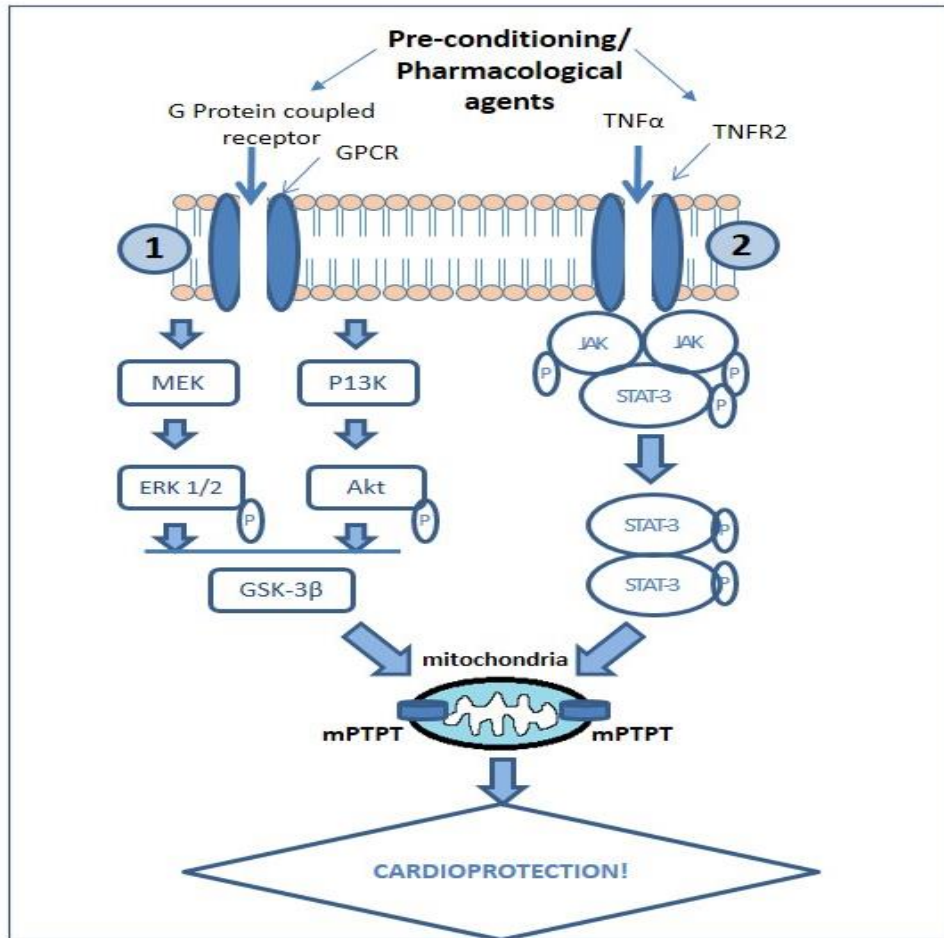 Pre-conditioning/
Pharmacological
agents
G Protein coupled
receptor
GPCR
TNFα
TNFR2
1
2
MEK
P13K
JAK
JAK
P
P
STAT-3
P
ERK 1/2
P
Akt
P
STAT-3
P
STAT-3
P
GSK-3β
mitochondria
mPTPT
mPTPT
CARDIOPROTECTION!